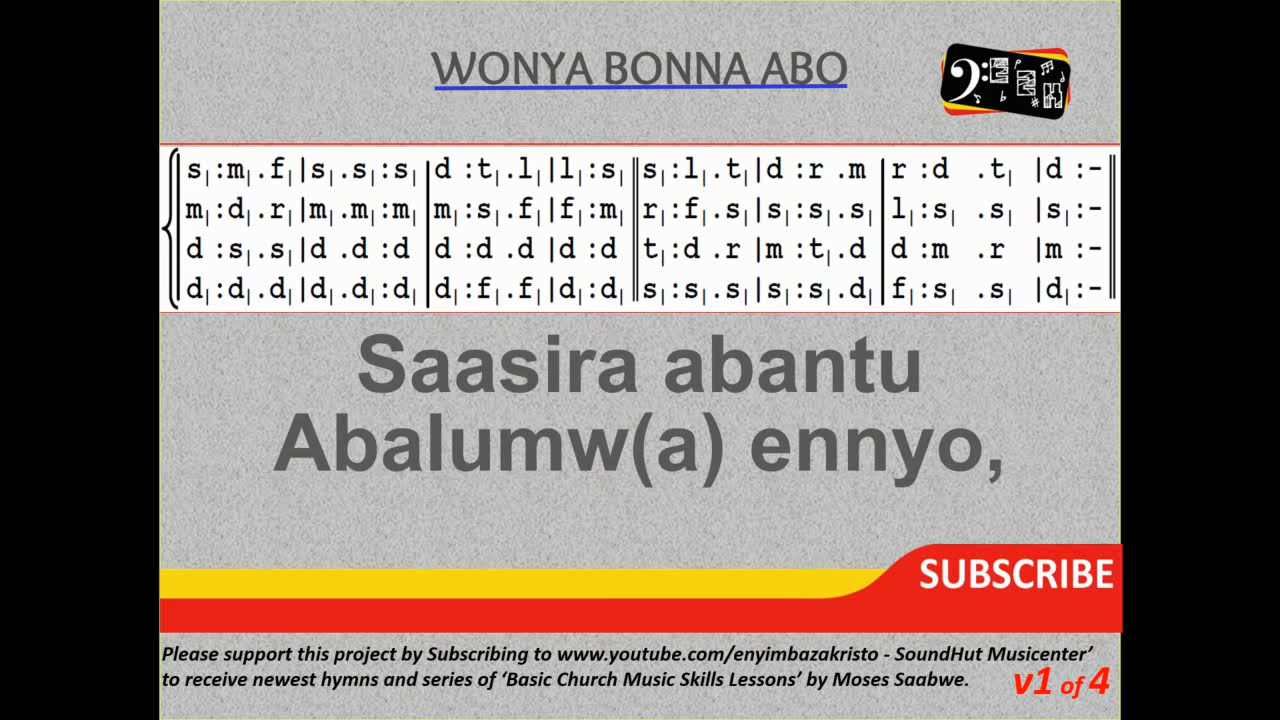 WONYA BONNA ABO
s| :m| .f| |s| .s| :s| |d :t| .l| |l| :s| ‖s| :l| .t| |d :r .m |r :d .t| |d :- ‖
m| :d| .r| |m| .m| :m| |m| :s| .f| |f| :m| ‖r| :f| .s| |s| :s| .s| |l| :s| .s| |s| :- ‖
d :s| .s| |d .d :d |d :d .d |d :d ‖t| :d .r |m :t| .d |d :m .r |m :- ‖
d| :d| .d| |d| .d| :d| |d| :f| .f| |d| :d| ‖s| :s| .s| |s| :s| .d| |f| :s| .s| |d| :- ‖
Saasira abantu
Abalumw(a) ennyo,
SUBSCRIBE
Please support this project by Subscribing to www.youtube.com/enyimbazakristo - SoundHut Musicenter’
to receive newest hymns and series of ‘Basic Church Music Skills Lessons’ by Moses Saabwe.
v1 of 4